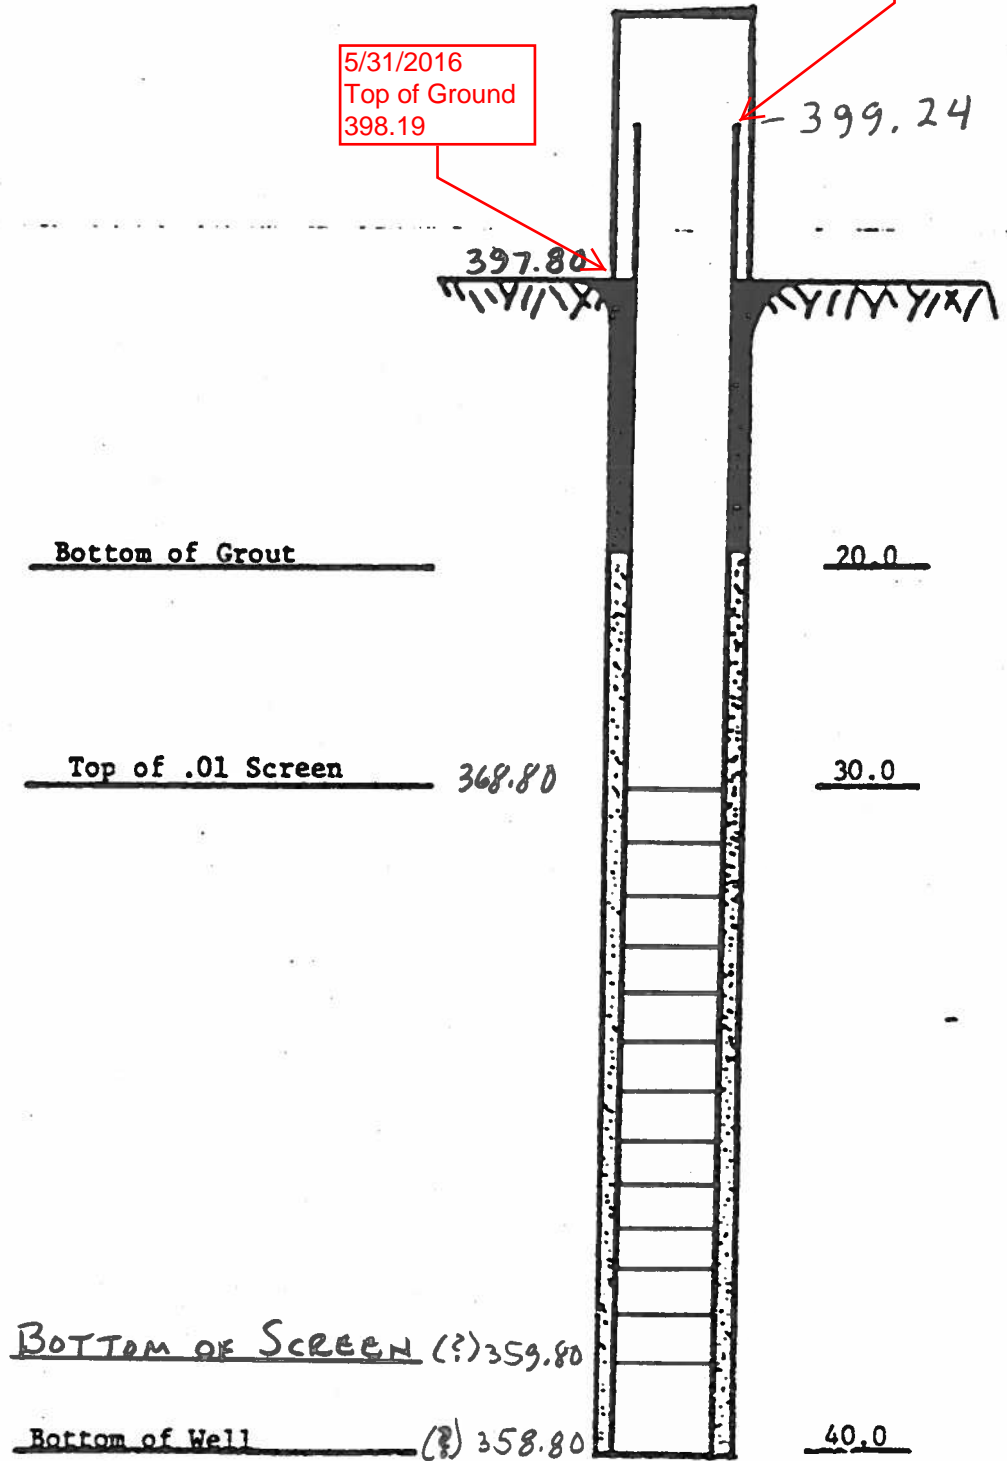 5/31/2016
Top of Ground
398.19
- 399.24
397.80
Bottom of Grout 20.0
Top of .01 Screen 368.80 30.0
BOTTOM OF SCREEN (?) 359.80
Bottom of Well (?) 358.80 40.0